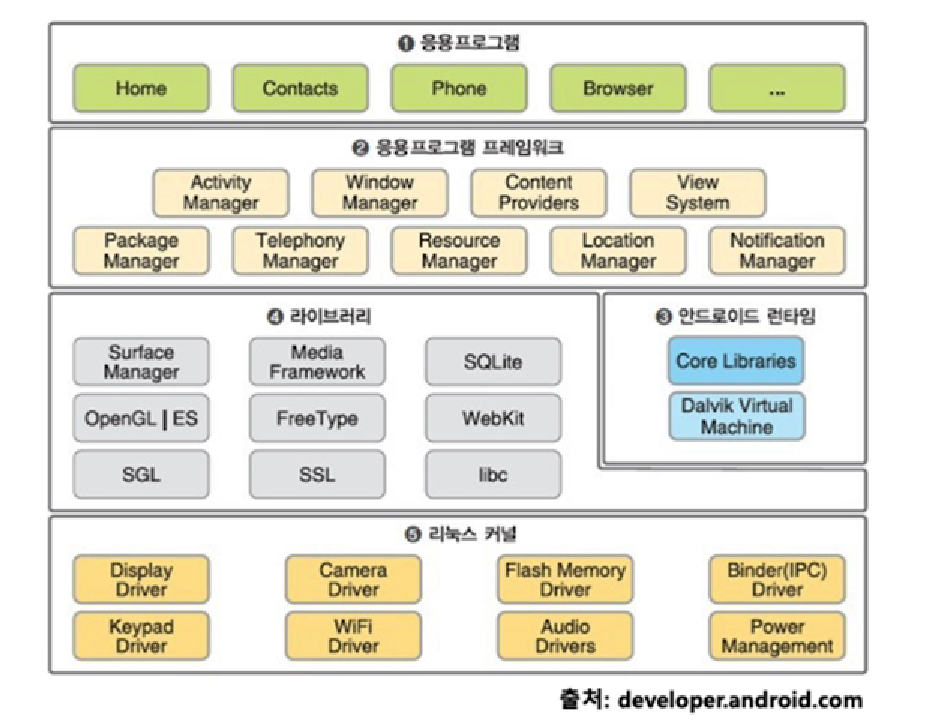 ❶ 응용프로그램
Home
Contacts
Phone
Browser
...
❷ 응용프로그램 프레임워크
Activity
Manager
Window
Manager
Content
Providers
View
System
Package
Manager
Telephony
Manager
Resource
Manager
Location
Manager
Notification
Manager
❹ 라이브러리
Surface
Manager
Media
Framework
SQLite
OpenGL | ES
FreeType
WebKit
SGL
SSL
libc
❸ 안드로이드 런타임
Core Libraries
Dalvik Virtual
Machine
❺ 리눅스 커널
Display
Driver
Camera
Driver
Flash Memory
Driver
Binder(IPC)
Driver
Keypad
Driver
WiFi
Driver
Audio
Drivers
Power
Management
출처: developer.android.com